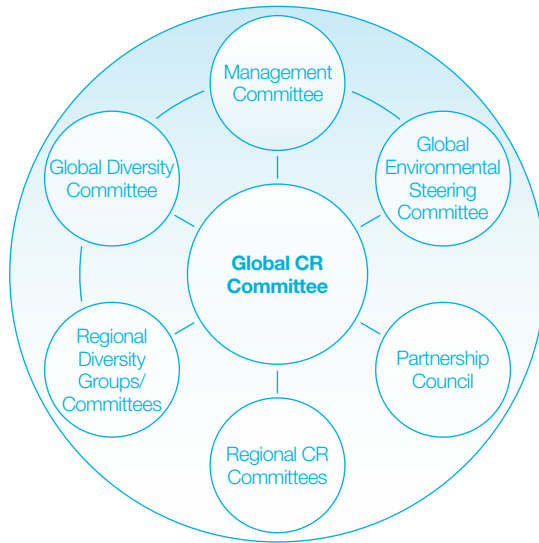 Management
Committee
Global Diversity
Committee
Global
Environmental
Steering
Committee
Global CR
Committee
Regional
Diversity
Groups/
Committees
Partnership
Council
Regional CR
Committees